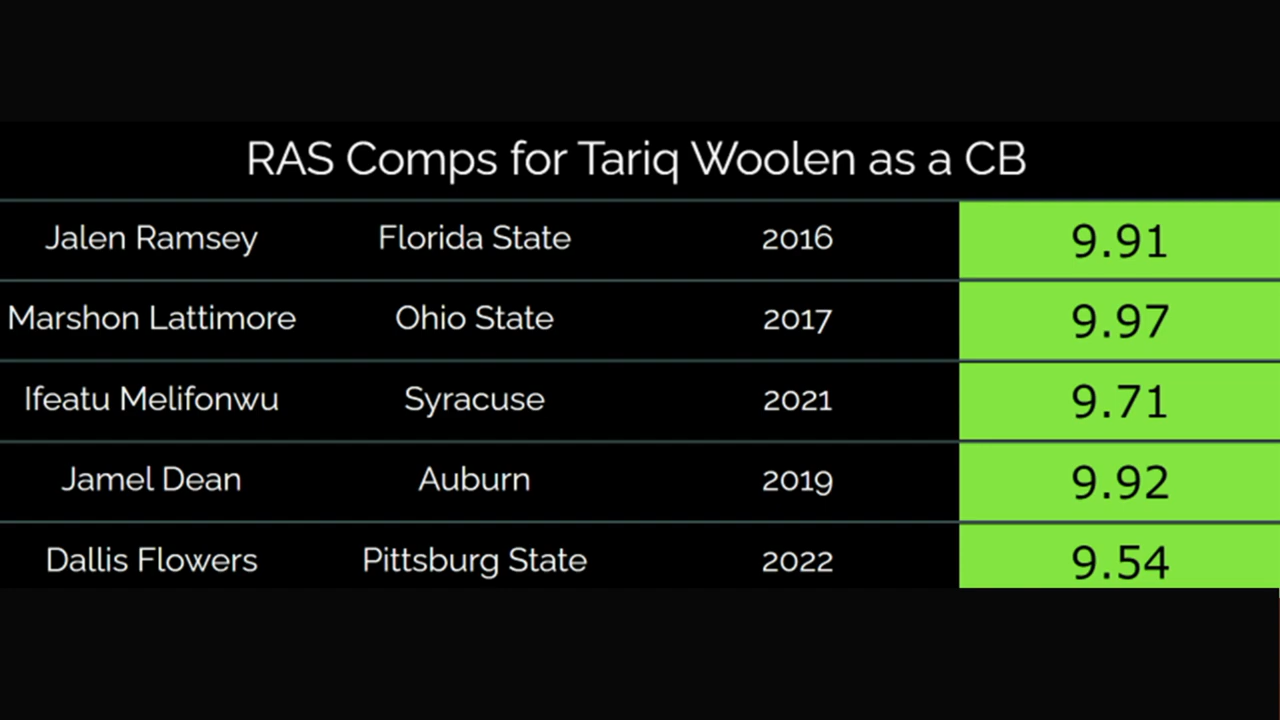 RAS Comps for Tariq Woolen as a CB
Jalen Ramsey Florida State 2016 9.91
Marshon Lattimore Ohio State 2017 9.97
Ifeatu Melifonwu Syracuse 2021 9.71
Jamel Dean Auburn 2019 9.92
Dallis Flowers Pittsburg State 2022 9.54